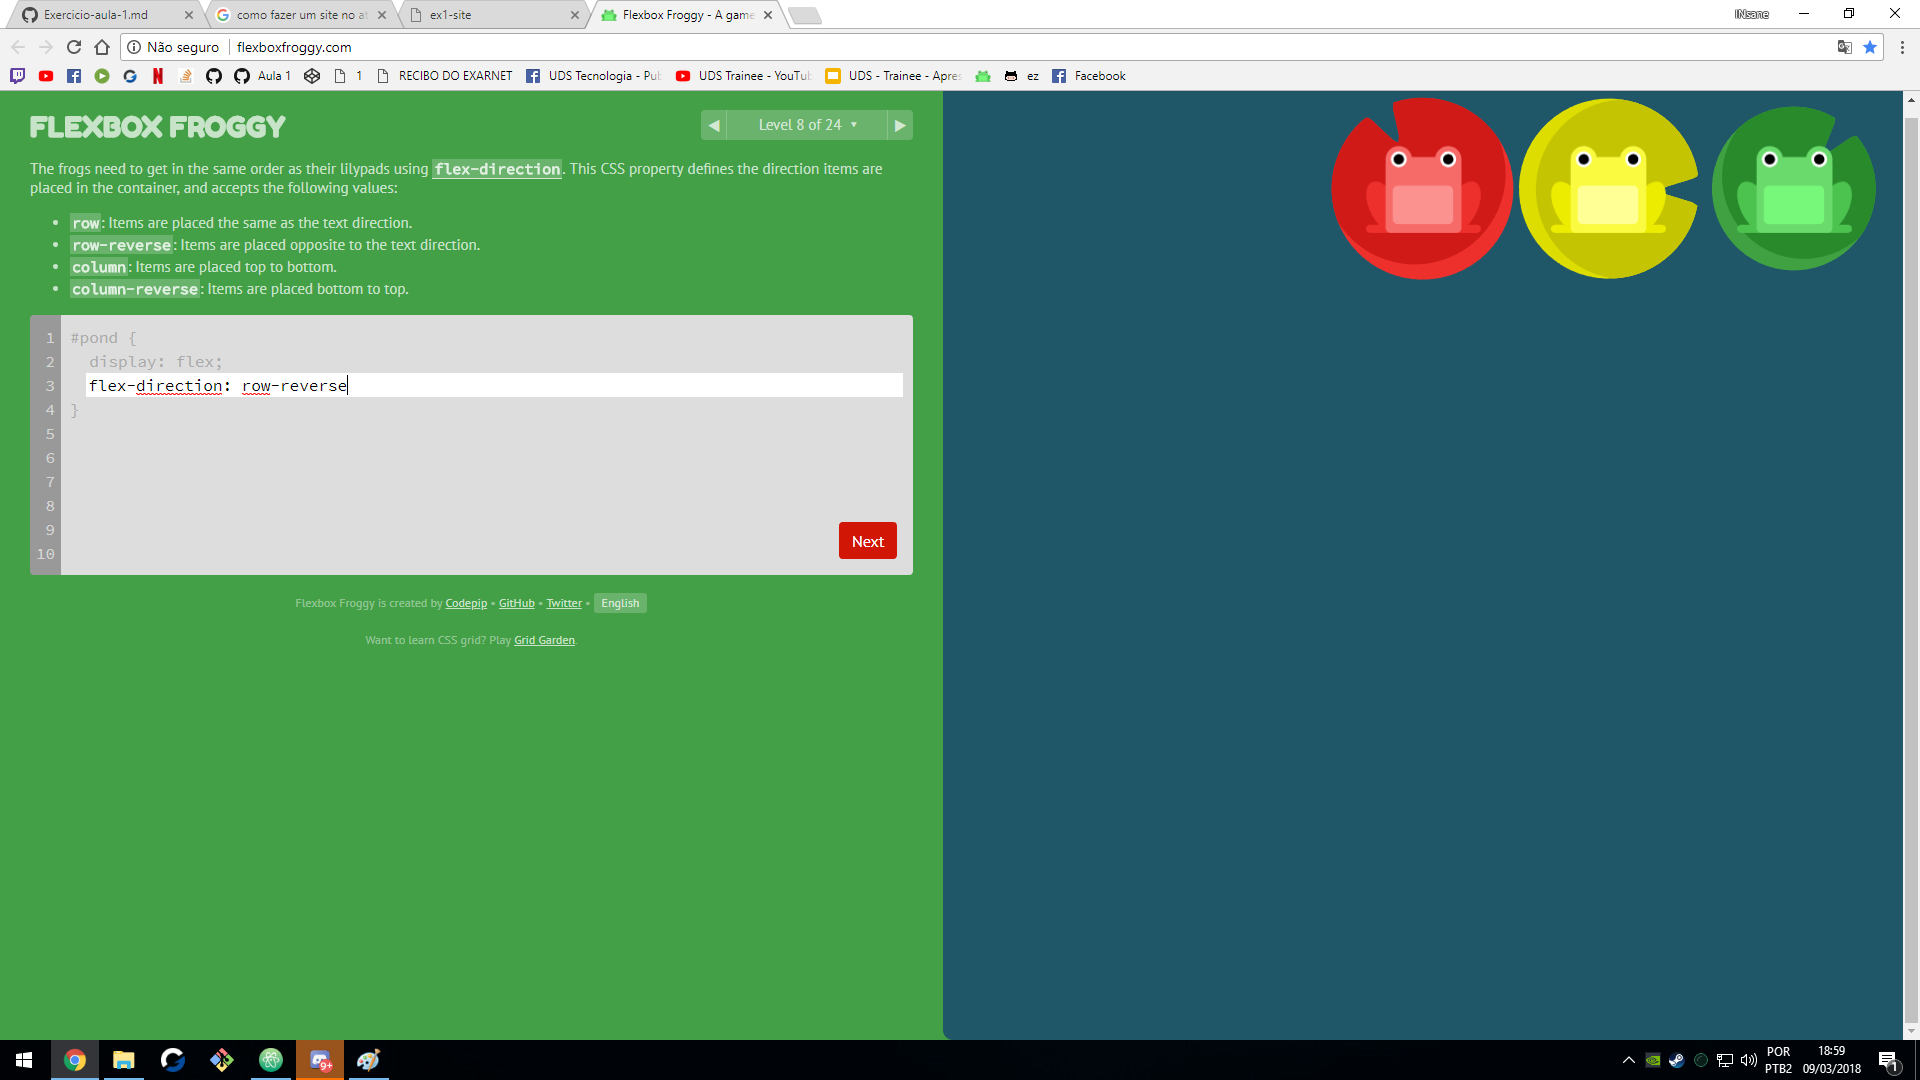 Exercicio-aula-1.md
como fazer um site no at
ex1-site
Flexbox Froggy - A game
INsane
Não seguro
flexboxfroggy.com
Aula 1
1
RECIBO DO EXARNET
UDS Tecnologia - Pub
UDS Trainee - YouTub
UDS - Trainee - Apres
ez
Facebook
FLEXBOX FROGGY
Level 8 of 24
The frogs need to get in the same order as their lilypads using flex-direction. This CSS property defines the direction items are
placed in the container, and accepts the following values:
• row: Items are placed the same as the text direction.
• row-reverse: Items are placed opposite to the text direction.
• column: Items are placed top to bottom.
• column-reverse: Items are placed bottom to top.
1 #pond {
2 display: flex;
3 flex-direction: row-reverse
4 }
5
6
7
8
9
10
Next
Flexbox Froggy is created by Codepip • GitHub • Twitter • English
Want to learn CSS grid? Play Grid Garden.
9+
POR
PTB2
18:59
09/03/2018
1